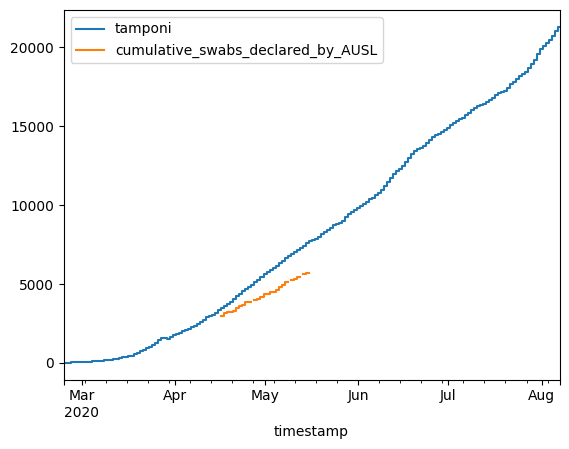 tamponi
cumulative_swabs_declared_by_AUSL
20000
15000
10000
5000
0
Mar
2020
Apr
May
Jun
Jul
Aug
timestamp